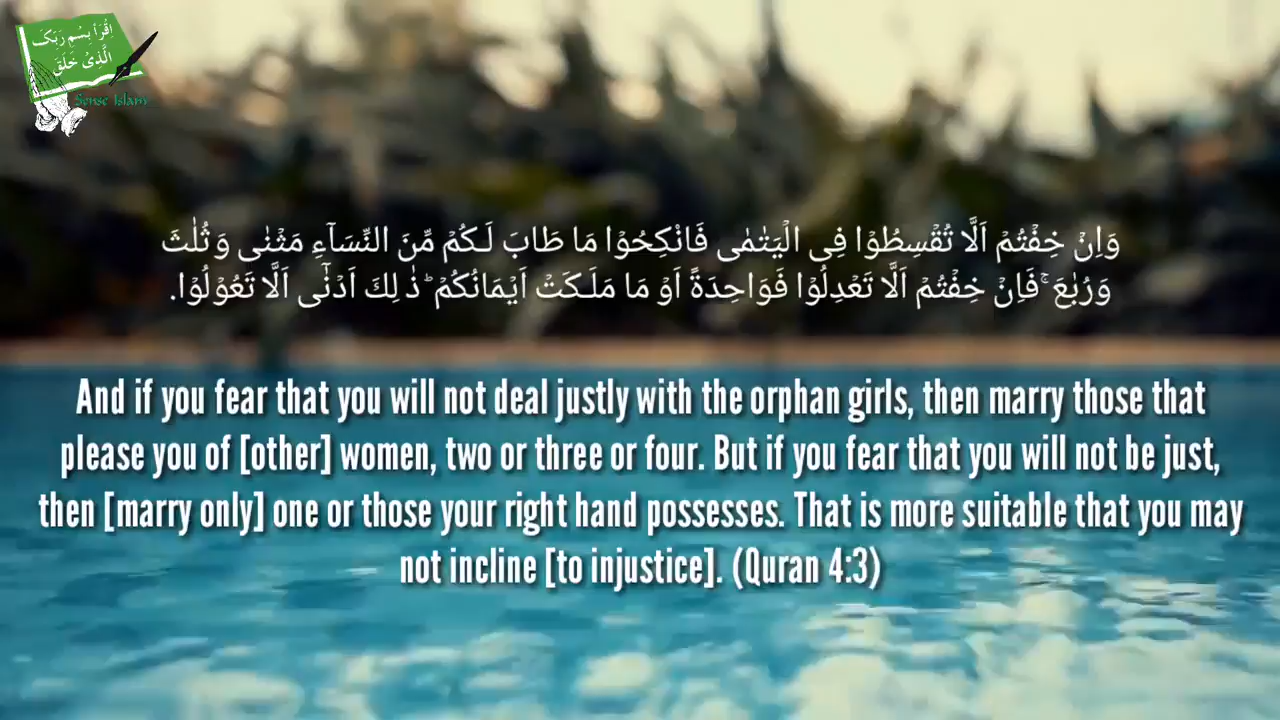 اِقْرَاْ بِسْمِ رَبِّكَ
الَّذِىْ خَلَقَ
Sense Islam
وَاِنۡ خِفۡتُمۡ اَلَّا تُقۡسِطُوۡا فِى الۡيَتٰمٰى فَانْكِحُوۡا مَا طَابَ لَـكُمۡ مِّنَ النِّسَآءِ مَثۡنٰى وَثُلٰثَ
وَرُبٰعَ ‌ۚفَاِنۡ خِفۡتُمۡ اَلَّا تَعۡدِلُوۡا فَوَاحِدَةً اَوۡ مَا مَلَـكَتۡ اَيۡمَانُكُمۡ‌ ؕ ذٰ لِكَ اَدۡنٰٓى اَلَّا تَعُوۡلُوۡا.
And if you fear that you will not deal justly with the orphan girls, then marry those that
please you of [other] women, two or three or four. But if you fear that you will not be just,
then [marry only] one or those your right hand possesses. That is more suitable that you may
not incline [to injustice]. (Quran 4:3)